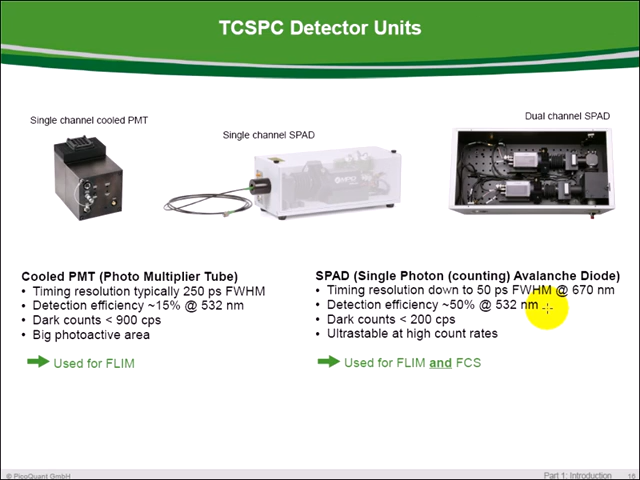 TCSPC Detector Units
Single channel cooled PMT
Single channel SPAD
Dual channel SPAD
Cooled PMT (Photo Multiplier Tube)
• Timing resolution typically 250 ps FWHM
• Detection efficiency ~15% @ 532 nm
• Dark counts < 900 cps
• Big photoactive area
Used for FLIM
SPAD (Single Photon (counting) Avalanche Diode)
• Timing resolution down to 50 ps FWHM @ 670 nm
• Detection efficiency ~50% @ 532 nm
• Dark counts < 200 cps
• Ultrastable at high count rates
Used for FLIM and FCS
© PicoQuant GmbH
Part 1: Introduction 10